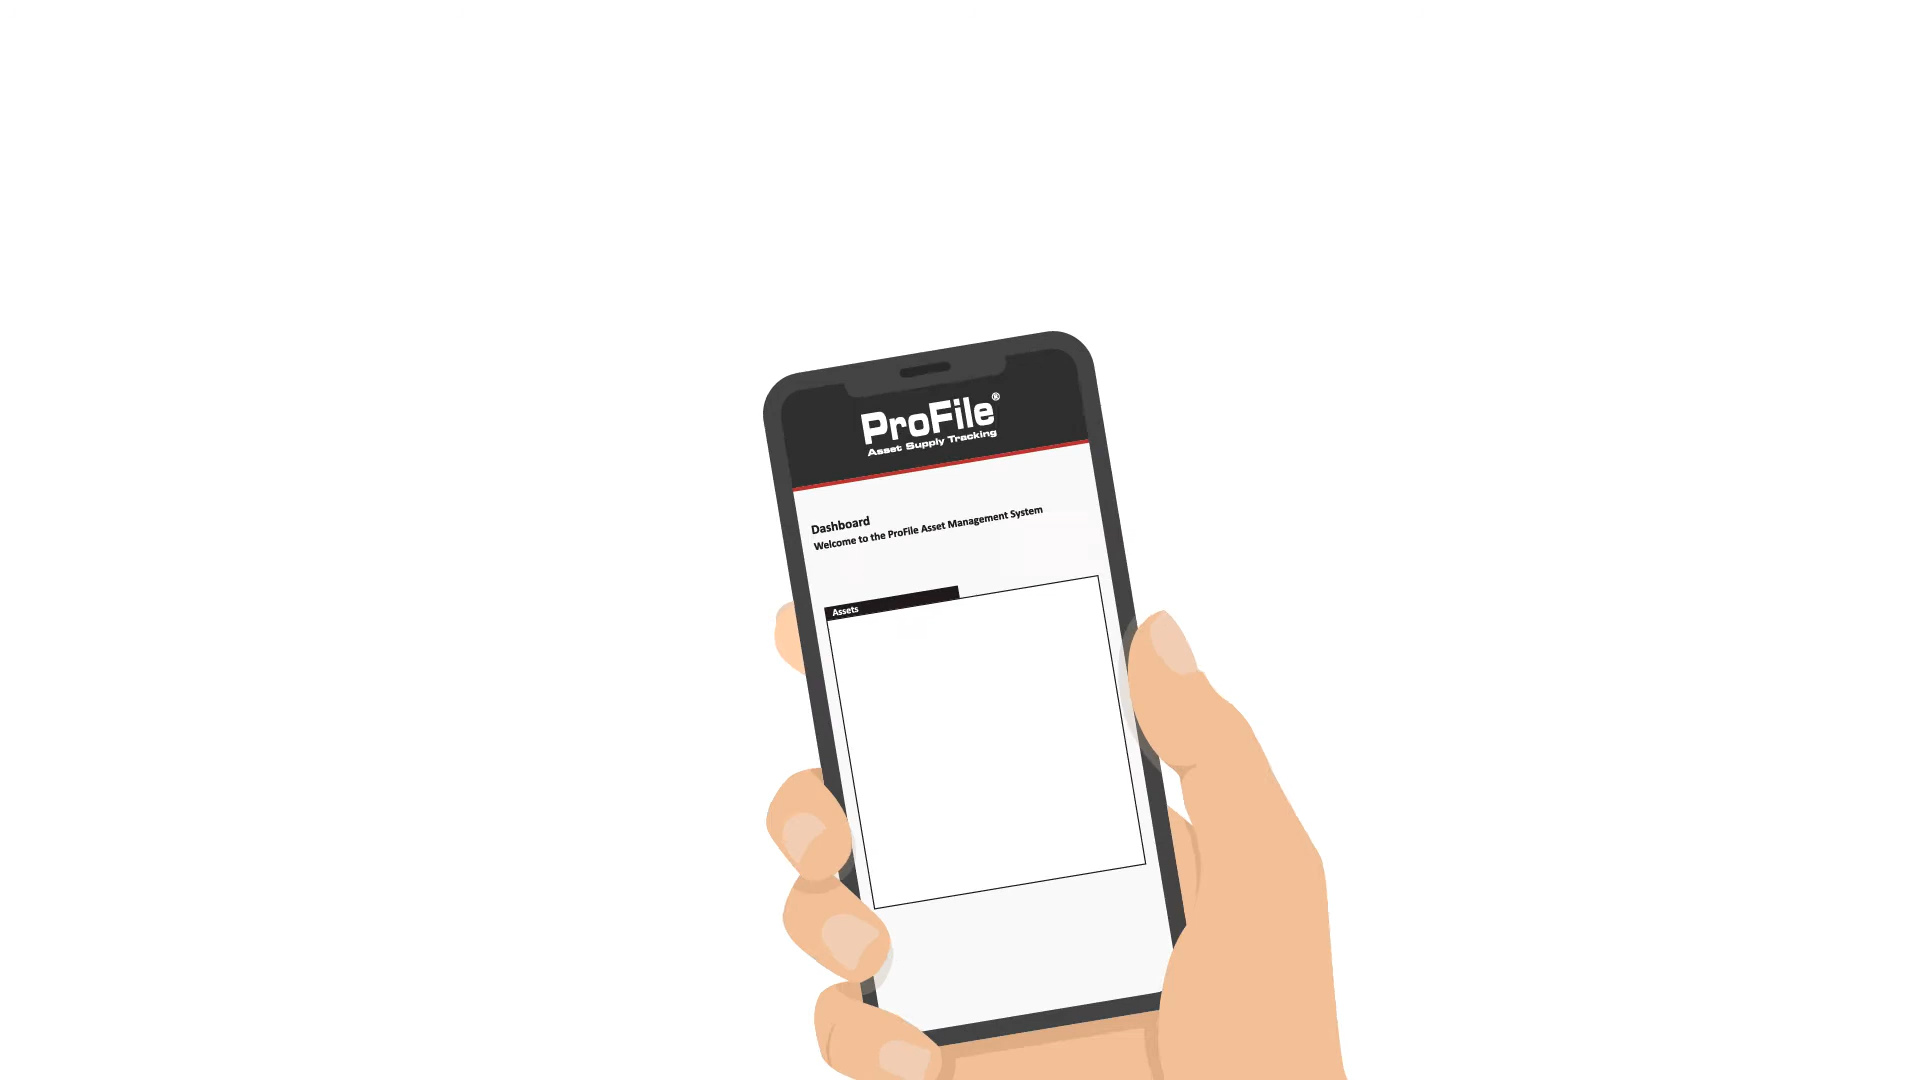 ProFile®
Asset Supply Tracking
Dashboard
Welcome to the ProFile Asset Management System
Assets